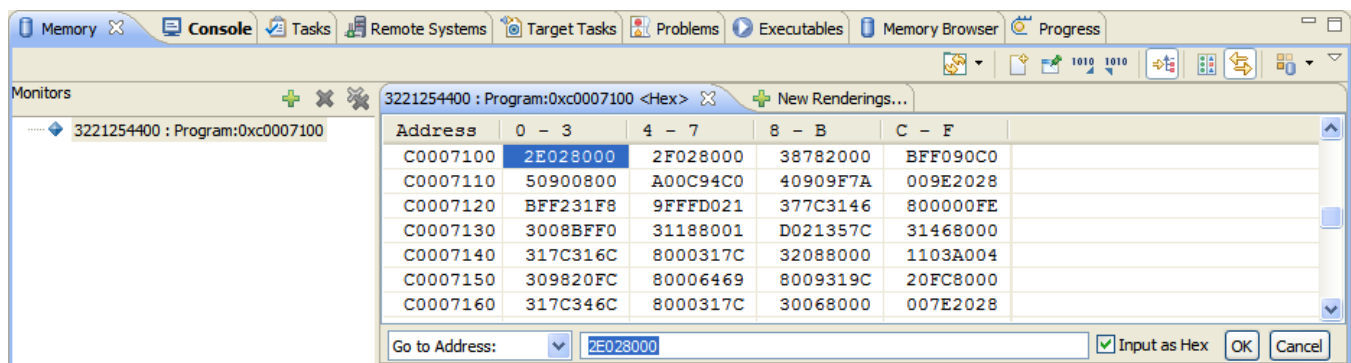 Memory Console Tasks Remote Systems Target Tasks Problems Executables Memory Browser Progress
1010 1010
Monitors 3221254400 : Program:0xc0007100 <Hex> New Renderings...
3221254400 : Program:0xc0007100
Address 0 - 3 4 - 7 8 - B C - F
C0007100 2E028000 2F028000 38782000 BFF090C0
C0007110 50900800 A00C94C0 40909F7A 009E2028
C0007120 BFF231F8 9FFFD021 377C3146 800000FE
C0007130 3008BFF0 31188001 D021357C 31468000
C0007140 317C316C 8000317C 32088000 1103A004
C0007150 309820FC 80006469 8009319C 20FC8000
C0007160 317C346C 8000317C 30068000 007E2028
Go to Address: 2E028000 Input as Hex OK Cancel